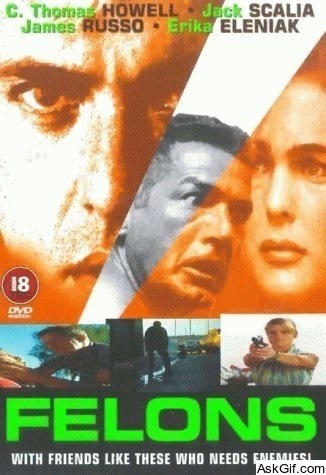 C. Thomas HOWELL · Jack SCALIA
James RUSSO · Erika ELENIAK
18
DVD
FELONS
WITH FRIENDS LIKE THESE WHO NEEDS ENEMIES!
AskGif.com